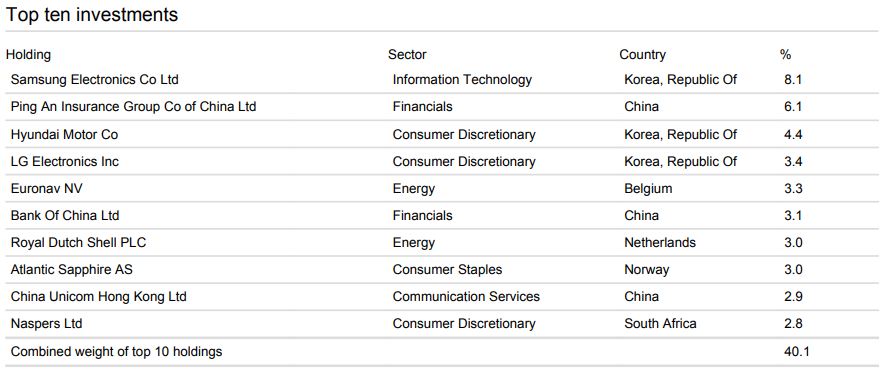 Top ten investments
Holding Sector Country %
Samsung Electronics Co Ltd Information Technology Korea, Republic Of 8.1
Ping An Insurance Group Co of China Ltd Financials China 6.1
Hyundai Motor Co Consumer Discretionary Korea, Republic Of 4.4
LG Electronics Inc Consumer Discretionary Korea, Republic Of 3.4
Euronav NV Energy Belgium 3.3
Bank Of China Ltd Financials China 3.1
Royal Dutch Shell PLC Energy Netherlands 3.0
Atlantic Sapphire AS Consumer Staples Norway 3.0
China Unicom Hong Kong Ltd Communication Services China 2.9
Naspers Ltd Consumer Discretionary South Africa 2.8
Combined weight of top 10 holdings 40.1